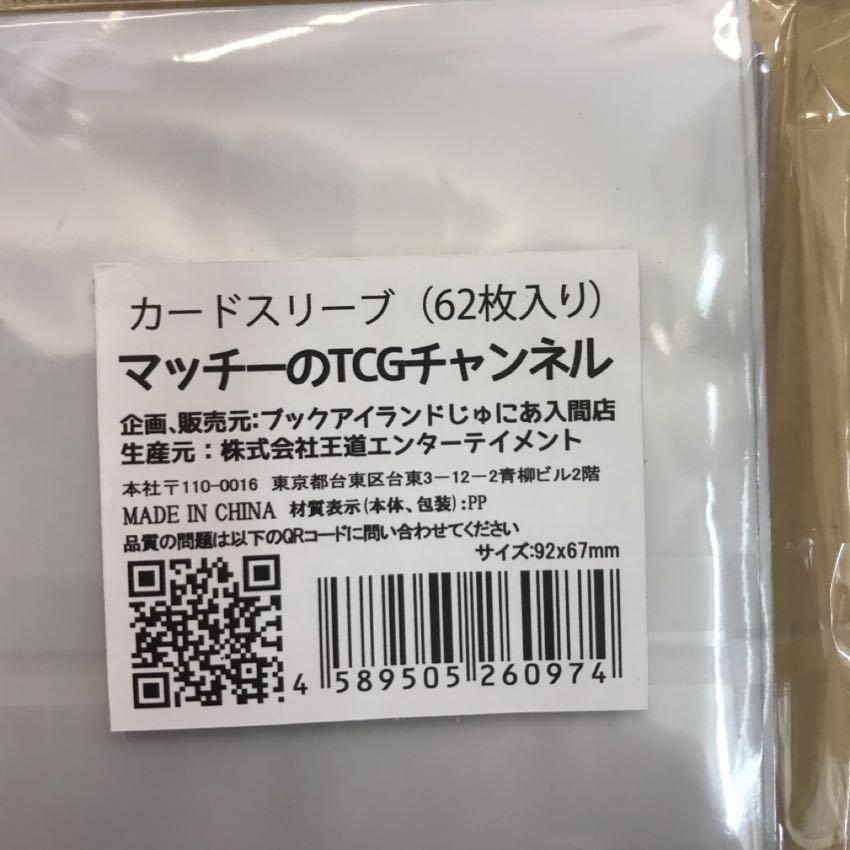 カードスリーブ（62枚入り）
マッチーのTCGチャンネル
企画、販売元:ブックアイランドじゅにあ入間店
生産元：株式会社王道エンターテイメント
本社〒110-0016 東京都台東区台東3-12-2青柳ビル2階
MADE IN CHINA 材質表示(本体、包装):PP
品質の問題は以下のQRコードに問い合わせてください
サイズ:92x67mm
4 589505 260974